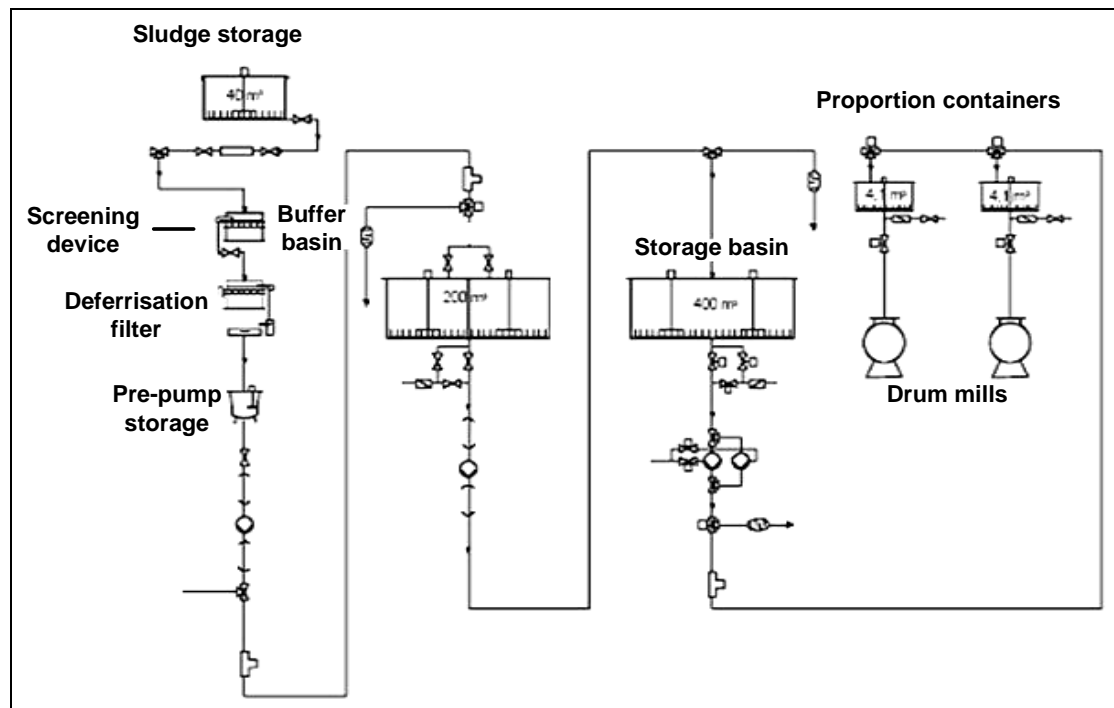 Sludge storage
40 m³
Proportion containers
4,1 m³
4,1 m³
Screening
device
Buffer
basin
Storage basin
200 m³
400 m³
Deferrisation
filter
Pre-pump
storage
Drum mills